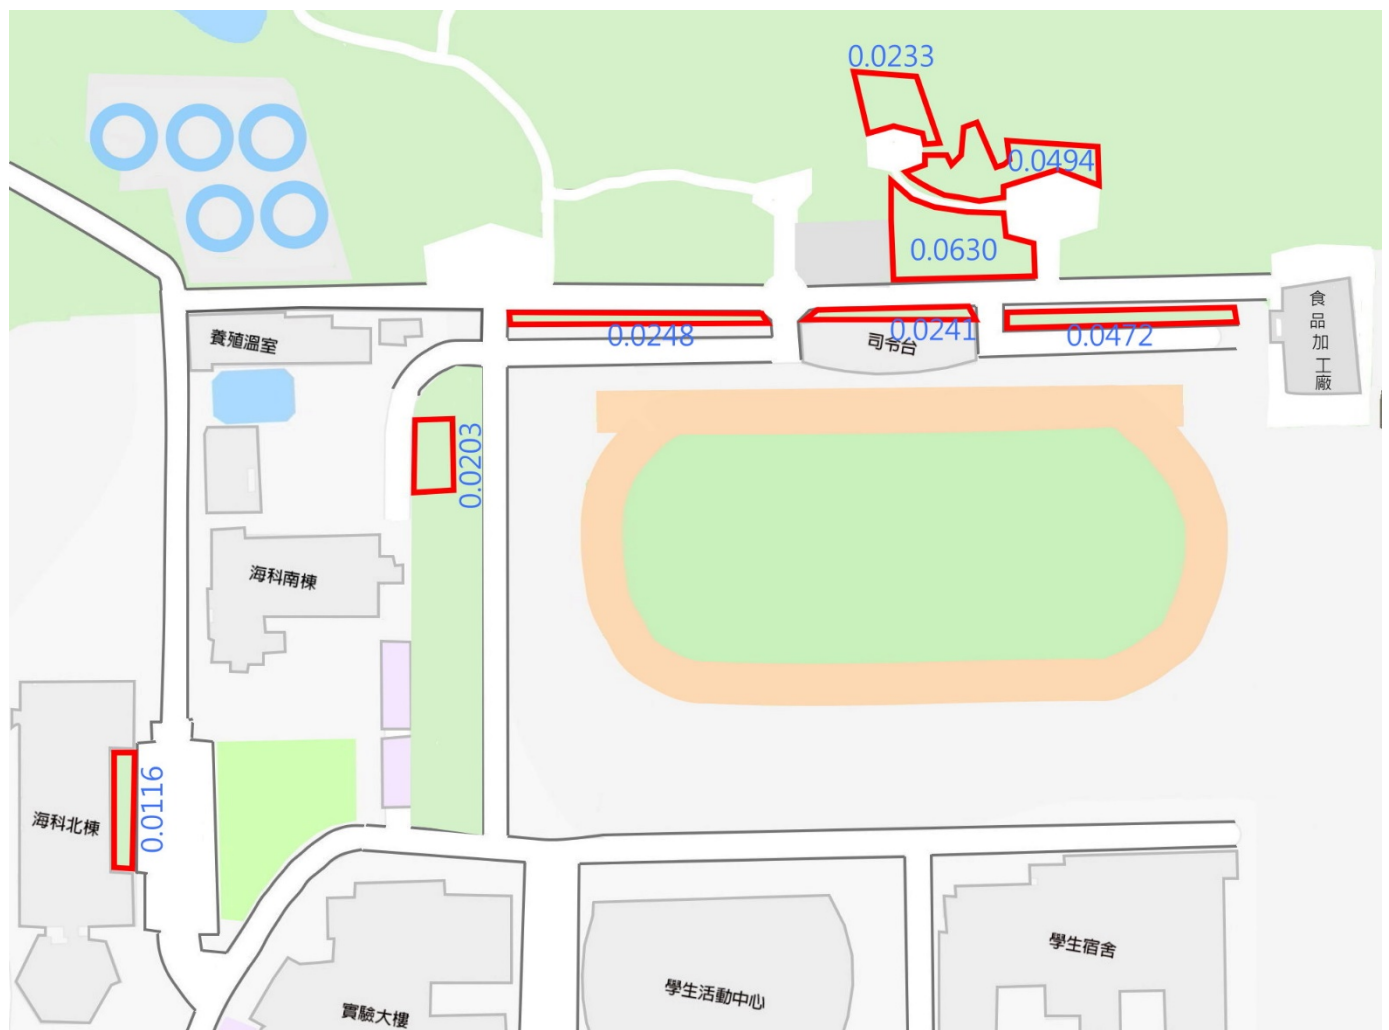 0.0233
0.0494
0.0630
食品加工廠
0.0248
0.0241
0.0472
養殖溫室
司令台
0.0203
海科南棟
0.0116
海科北棟
學生宿舍
學生活動中心
實驗大樓